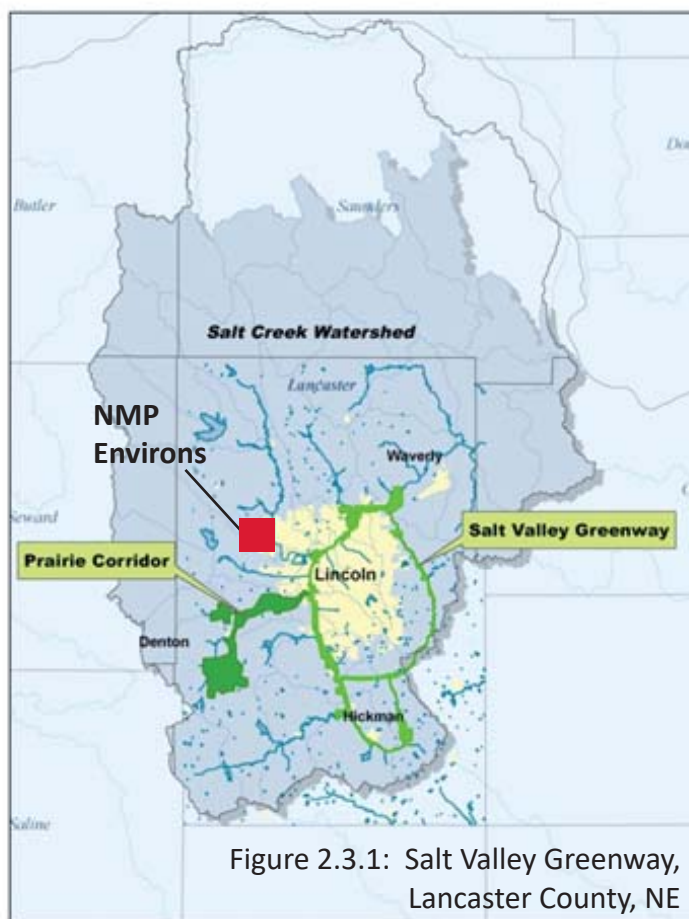 Butler
Saunders
Salt Creek Watershed
Lancaster
NMP
Environs
Waverly
Seward
Salt Valley Greenway
Prairie Corridor
Lincoln
Denton
Hickman
Saline
Figure 2.3.1: Salt Valley Greenway,
Lancaster County, NE